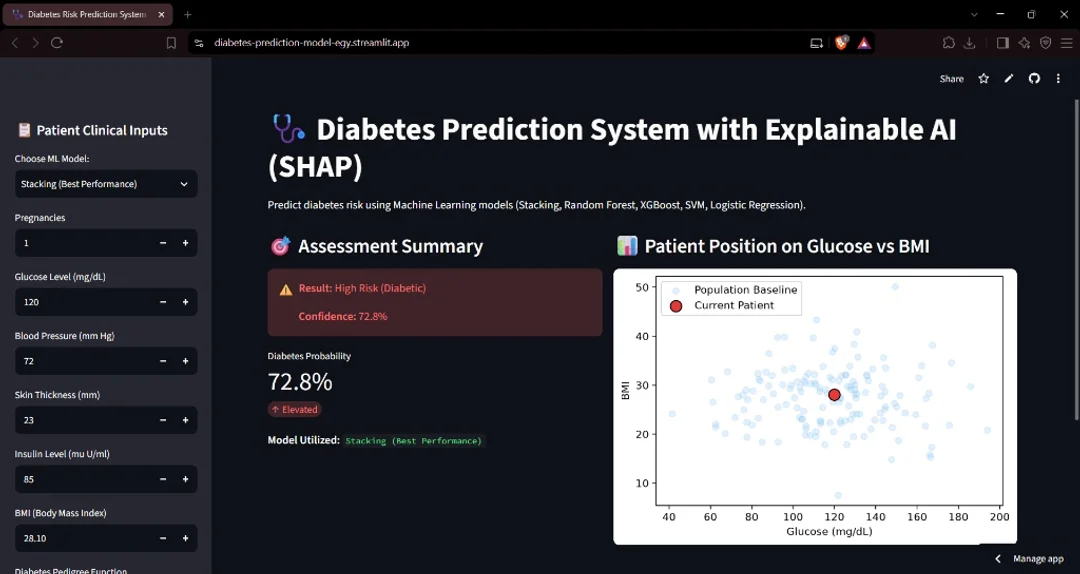 Diabetes Risk Prediction System
diabetes-prediction-model-egy.streamlit.app
Share
Patient Clinical Inputs
Choose ML Model:
Stacking (Best Performance)
Pregnancies
1
Glucose Level (mg/dL)
120
Blood Pressure (mm Hg)
72
Skin Thickness (mm)
23
Insulin Level (mu U/ml)
85
BMI (Body Mass Index)
28.10
Diabetes Pedigree Function
Diabetes Prediction System with Explainable AI
(SHAP)
Predict diabetes risk using Machine Learning models (Stacking, Random Forest, XGBoost, SVM, Logistic Regression).
Assessment Summary
Result: High Risk (Diabetic)
Confidence: 72.8%
Diabetes Probability
72.8%
↑ Elevated
Model Utilized: Stacking (Best Performance)
Patient Position on Glucose vs BMI
Population Baseline
Current Patient
50
40
30
20
10
BMI
40 60 80 100 120 140 160 180 200
Glucose (mg/dL)
Manage app